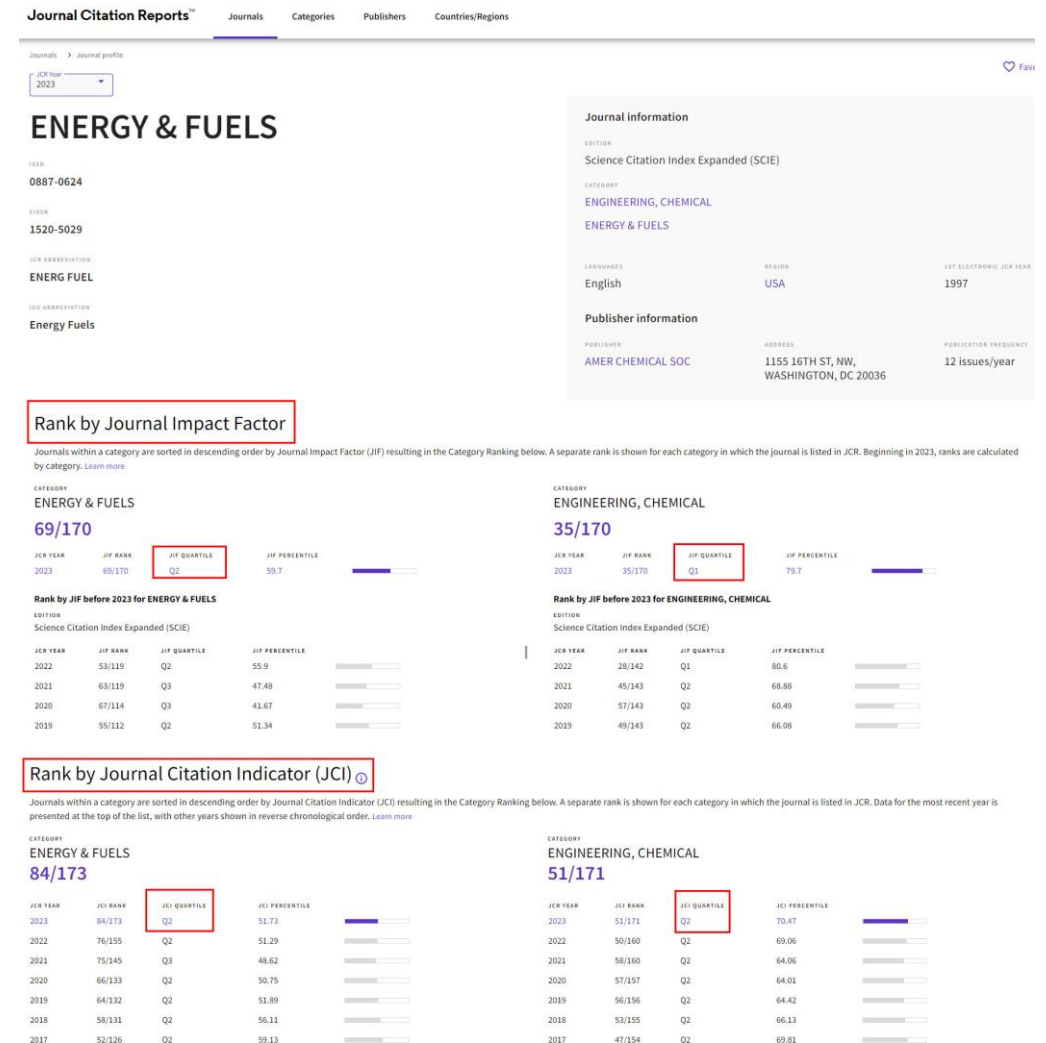 Journal Citation Reports™ Journals Categories Publishers Countries/Regions
Journals > Journal profile
JCR Year
2023
ENERGY & FUELS
ISSN
0887-0624
EISSN
1520-5029
JCR ABBREVIATION
ENERG FUEL
ISO ABBREVIATION
Energy Fuels
Journal information
EDITION
Science Citation Index Expanded (SCIE)
CATEGORY
ENGINEERING, CHEMICAL
ENERGY & FUELS
LANGUAGES REGION 1ST ELECTRONIC JCR YEAR
English USA 1997
Publisher information
PUBLISHER ADDRESS PUBLICATION FREQUENCY
AMER CHEMICAL SOC 1155 16TH ST, NW, 12 issues/year
WASHINGTON, DC 20036
Rank by Journal Impact Factor
Journals within a category are sorted in descending order by Journal Impact Factor (JIF) resulting in the Category Ranking below. A separate rank is shown for each category in which the journal is listed in JCR. Beginning in 2023, ranks are calculated
by category. Learn more
CATEGORY
ENERGY & FUELS
69/170
JCR YEAR JIF RANK JIF QUARTILE JIF PERCENTILE
2023 69/170 Q2 59.7
Rank by JIF before 2023 for ENERGY & FUELS
EDITION
Science Citation Index Expanded (SCIE)
JCR YEAR JIF RANK JIF QUARTILE JIF PERCENTILE
2022 53/119 Q2 55.9
2021 63/119 Q3 47.48
2020 67/114 Q3 41.67
2019 55/112 Q2 51.34
CATEGORY
ENGINEERING, CHEMICAL
35/170
JCR YEAR JIF RANK JIF QUARTILE JIF PERCENTILE
2023 35/170 Q1 79.7
Rank by JIF before 2023 for ENGINEERING, CHEMICAL
EDITION
Science Citation Index Expanded (SCIE)
JCR YEAR JIF RANK JIF QUARTILE JIF PERCENTILE
2022 28/142 Q1 80.6
2021 45/143 Q2 68.88
2020 57/143 Q2 60.49
2019 49/143 Q2 66.08
Rank by Journal Citation Indicator (JCI)
Journals within a category are sorted in descending order by Journal Citation Indicator (JCI) resulting in the Category Ranking below. A separate rank is shown for each category in which the journal is listed in JCR. Data for the most recent year is
presented at the top of the list, with other years shown in reverse chronological order. Learn more
CATEGORY
ENERGY & FUELS
84/173
JCR YEAR JCI RANK JCI QUARTILE JCI PERCENTILE
2023 84/173 Q2 51.73
2022 76/155 Q2 51.29
2021 75/145 Q3 48.62
2020 66/133 Q2 50.75
2019 64/132 Q2 51.89
2018 58/131 Q2 56.11
2017 52/126 Q2 59.13
CATEGORY
ENGINEERING, CHEMICAL
51/171
JCR YEAR JCI RANK JCI QUARTILE JCI PERCENTILE
2023 51/171 Q2 70.47
2022 50/160 Q2 69.06
2021 58/160 Q2 64.06
2020 57/157 Q2 64.01
2019 56/156 Q2 64.42
2018 53/155 Q2 66.13
2017 47/154 Q2 69.81